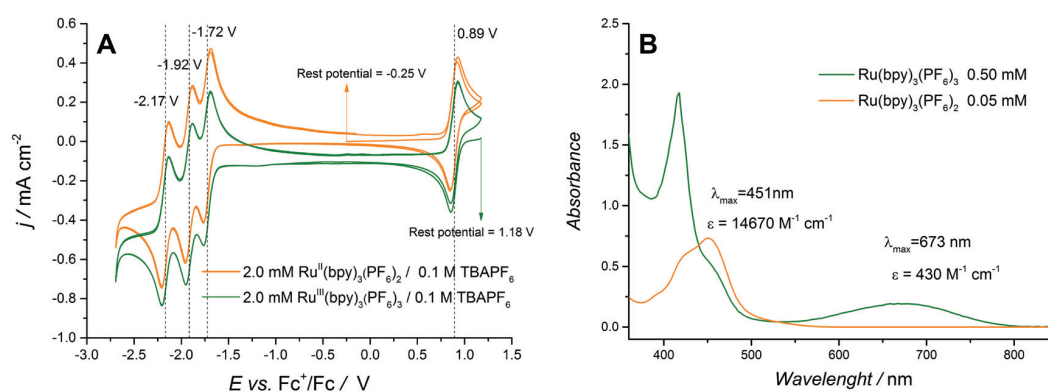 A
-1.72 V
-1.92 V
-2.17 V
0.89 V
Rest potential = -0.25 V
Rest potential = 1.18 V
2.0 mM Ruᴵᴵ(bpy)₃(PF₆)₂ / 0.1 M TBAPF₆
2.0 mM Ruᴵᴵᴵ(bpy)₃(PF₆)₃ / 0.1 M TBAPF₆
j / mA cm⁻²
0.6
0.4
0.2
0.0
-0.2
-0.4
-0.6
-0.8
-1.0
-3.0 -2.5 -2.0 -1.5 -1.0 -0.5 0.0 0.5 1.0 1.5
E vs. Fc⁺/Fc / V
B
Ru(bpy)₃(PF₆)₃ 0.50 mM
Ru(bpy)₃(PF₆)₂ 0.05 mM
λmax=451nm
ε = 14670 M⁻¹ cm⁻¹
λmax=673 nm
ε = 430 M⁻¹ cm⁻¹
Absorbance
2.5
2.0
1.5
1.0
0.5
0.0
400 500 600 700 800
Wavelenght / nm